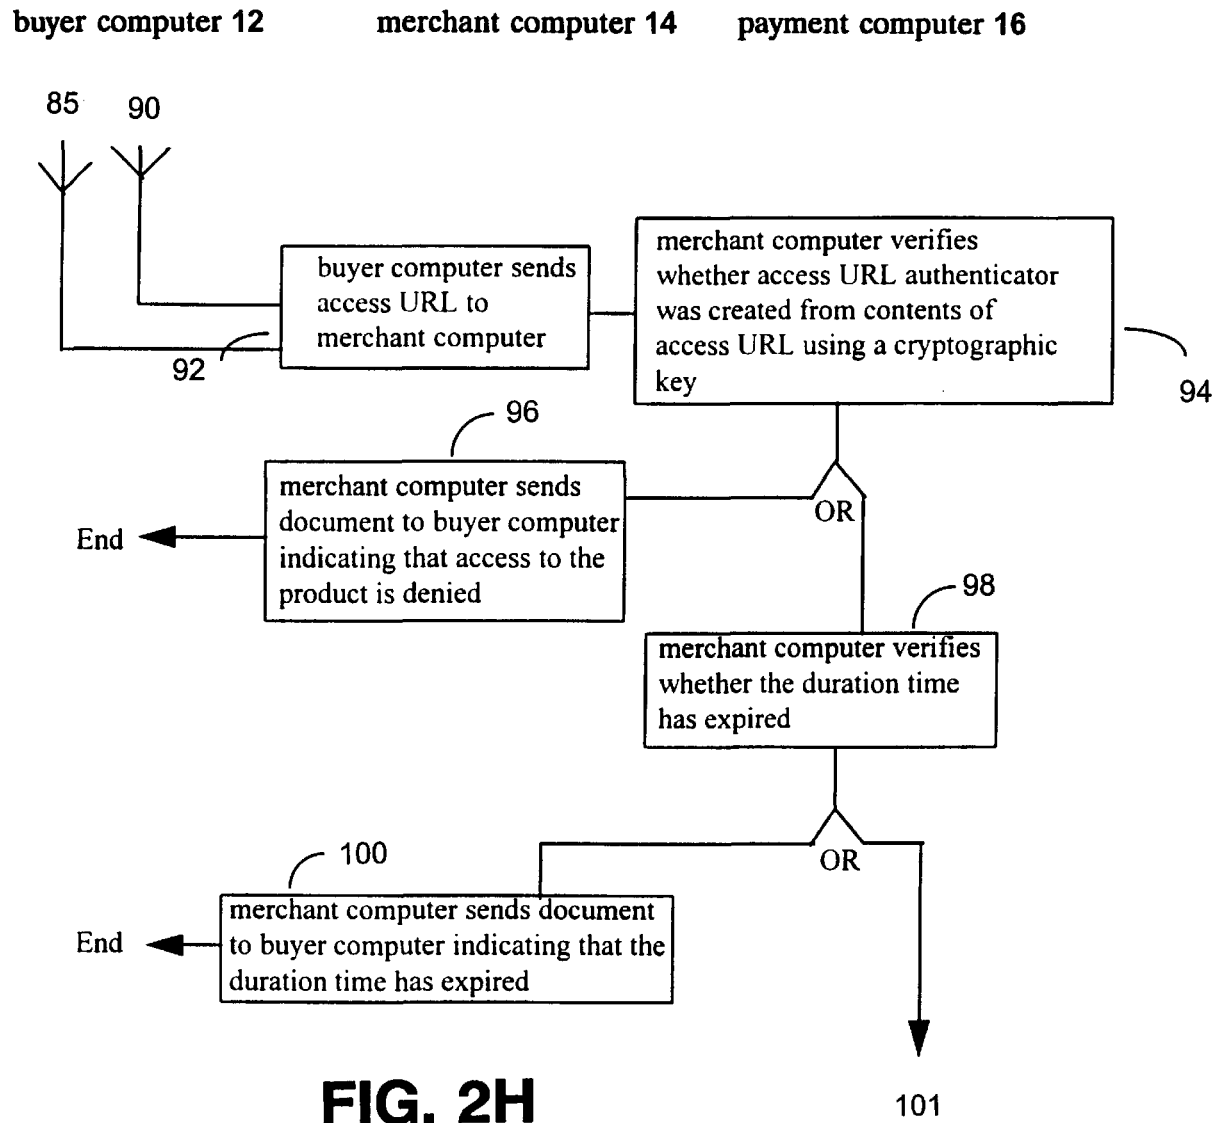 buyer computer 12 merchant computer 14 payment computer 16
85 90
buyer computer sends
access URL to
merchant computer
92
merchant computer verifies
whether access URL authenticator
was created from contents of
access URL using a cryptographic
key
94
96
merchant computer sends
document to buyer computer
indicating that access to the
product is denied
End
OR
98
merchant computer verifies
whether the duration time
has expired
OR
100
merchant computer sends document
to buyer computer indicating that the
duration time has expired
End
101
FIG. 2H